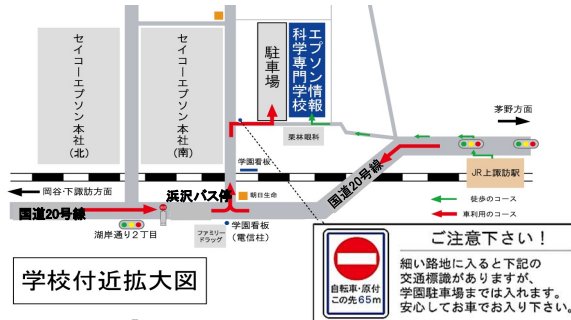 セイコーエプソン本社
(北)
セイコーエプソン本社
(南)
駐車場
エプソン情報
科学専門学校
栗林眼科
茅野方面
JR上諏訪駅
学園看板
岡谷・下諏訪方面
浜沢バス停
朝日生命
国道20号線
国道20号線
徒歩のコース
車利用のコース
湖岸通り2丁目
ファミリー
ドラッグ
学園看板
(電信柱)
学校付近拡大図
自転車・原付
この先65m
ご注意下さい!
細い路地に入ると下記の
交通標識がありますが、
学園駐車場までは入れます。
安心してお車でお入り下さい。